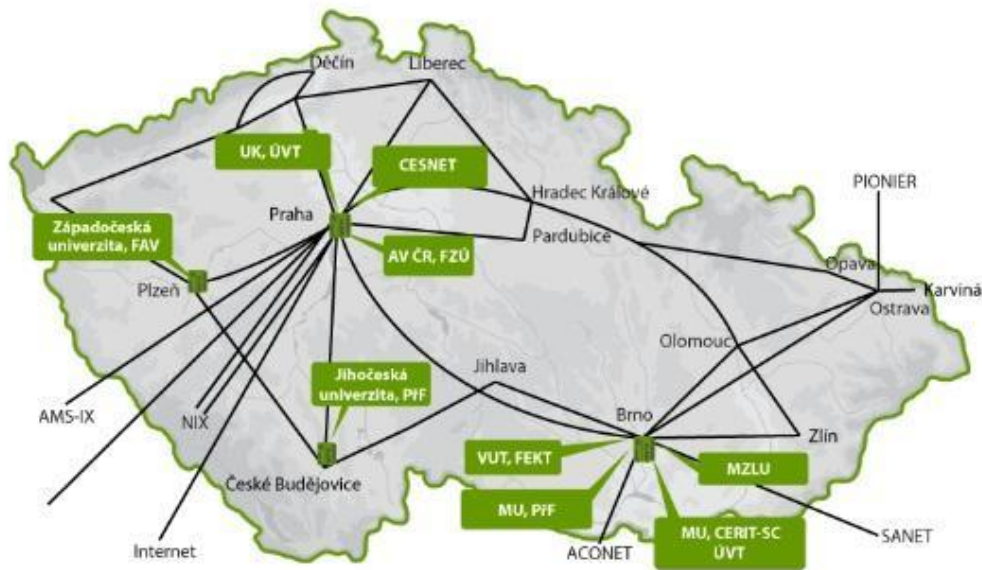 Děčín
Liberec
UK, ÚVT
CESNET
Hradec Králové
PIONIER
Praha
Západočeská
univerzita, FAV
Pardubice
AV ČR, FZÚ
Opava
Plzeň
Karviná
Ostrava
Olomouc
Jihlava
Jihočeská
univerzita, PřF
AMS-IX
NIX
Brno
Zlín
VUT, FEKT
MZLU
České Budějovice
MU, PřF
MU, CERIT-SC
ÚVT
SANET
Internet
ACONET